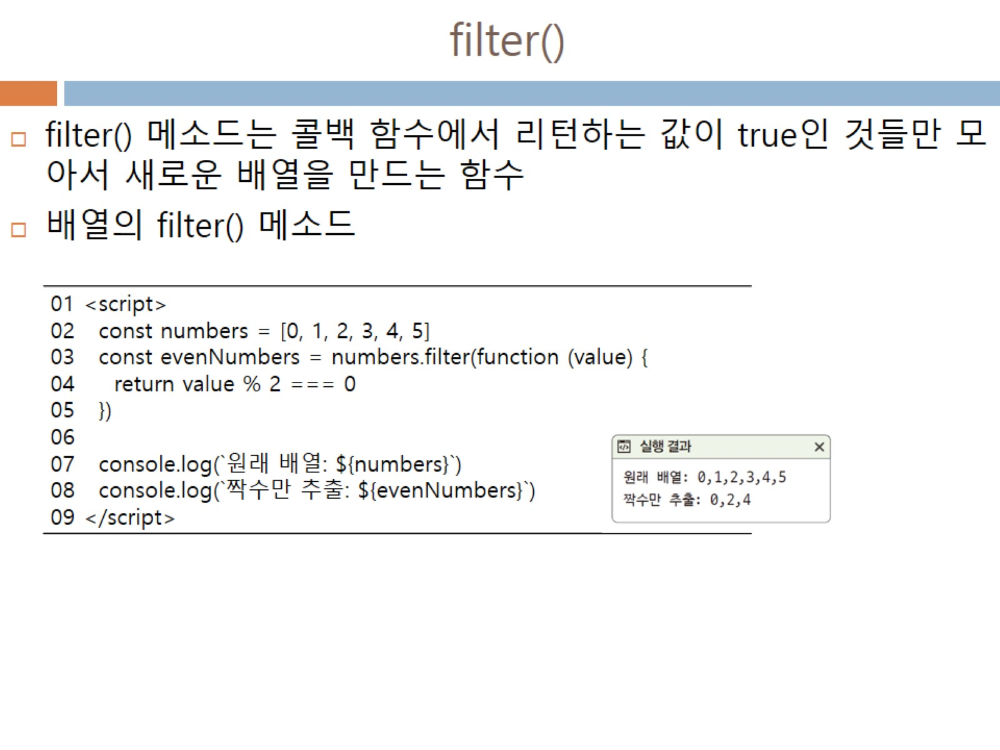 filter()
filter() 메소드는 콜백 함수에서 리턴하는 값이 true인 것들만 모
아서 새로운 배열을 만드는 함수
배열의 filter() 메소드
01 <script>
02 const numbers = [0, 1, 2, 3, 4, 5]
03 const evenNumbers = numbers.filter(function (value) {
04 return value % 2 === 0
05 })
06
07 console.log(`원래 배열: ${numbers}`)
08 console.log(`짝수만 추출: ${evenNumbers}`)
09 </script>
실행 결과
원래 배열: 0,1,2,3,4,5
짝수만 추출: 0,2,4